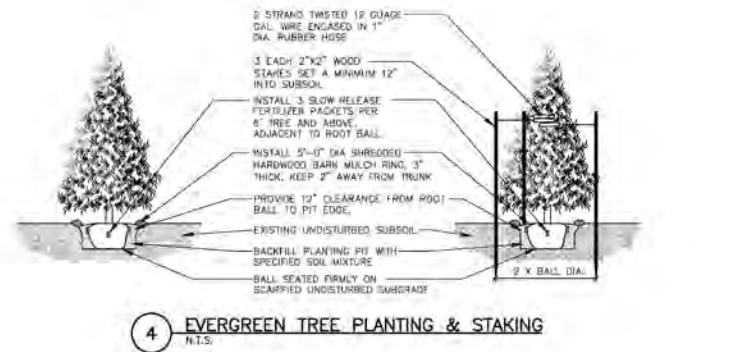 2 STRAND TWISTED 12 GUAGE
GAL. WIRE ENCASED IN 1"
DIA. RUBBER HOSE
3 EACH 2"X2" WOOD
STAKES SET A MINIMUM 12"
INTO SUBSOIL
INSTALL 3 SLOW RELEASE
FERTILIZER PACKETS PER
6' TREE AND ABOVE,
ADJACENT TO ROOT BALL
INSTALL 5'-0" DIA SHREDDED
HARDWOOD BARK MULCH RING, 3"
THICK. KEEP 2" AWAY FROM TRUNK
PROVIDE 12" CLEARANCE FROM ROOT
BALL TO PIT EDGE.
EXISTING UNDISTURBED SUBSOIL
BACKFILL PLANTING PIT WITH
SPECIFIED SOIL MIXTURE
BALL SEATED FIRMLY ON
SCARIFIED UNDISTURBED SUBGRADE
2 X BALL DIA.
4 EVERGREEN TREE PLANTING & STAKING
N.T.S.